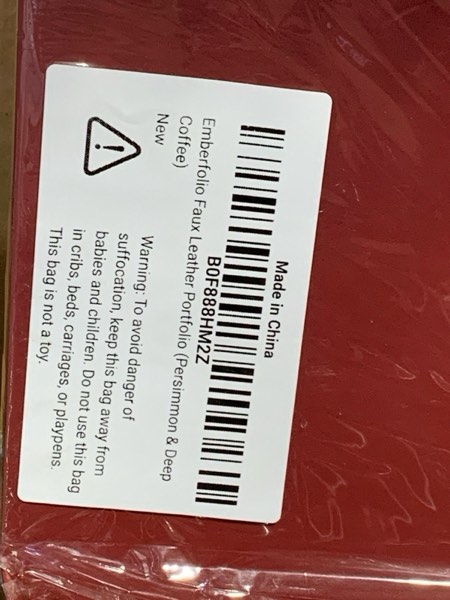 Made in China
B0F888HM2Z
Emberfolio Faux Leather Portfolio (Persimmon & Deep
Coffee)
New
Warning: To avoid danger of
suffocation, keep this bag away from
babies and children. Do not use this bag
in cribs, beds, carriages, or playpens.
This bag is not a toy.